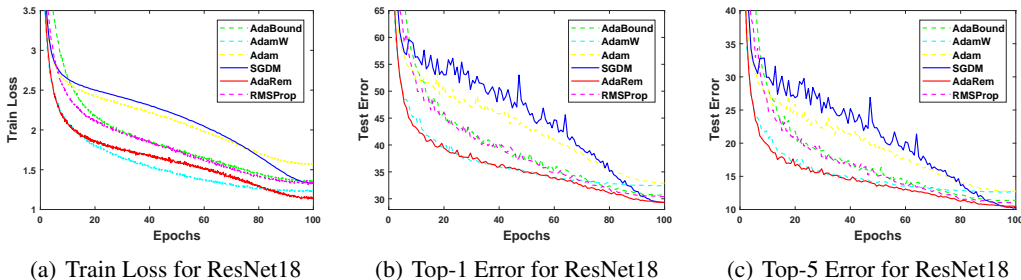 3.5
3
2.5
2
1.5
1
0
20
40
60
80
100
Train Loss
Epochs
AdaBound
AdamW
Adam
SGDM
AdaRem
RMSProp
65
60
55
50
45
40
35
30
0
20
40
60
80
100
Test Error
Epochs
AdaBound
AdamW
Adam
SGDM
AdaRem
RMSProp
40
35
30
25
20
15
10
0
20
40
60
80
100
Test Error
Epochs
AdaBound
AdamW
Adam
SGDM
AdaRem
RMSProp
(a) Train Loss for ResNet18
(b) Top-1 Error for ResNet18
(c) Top-5 Error for ResNet18